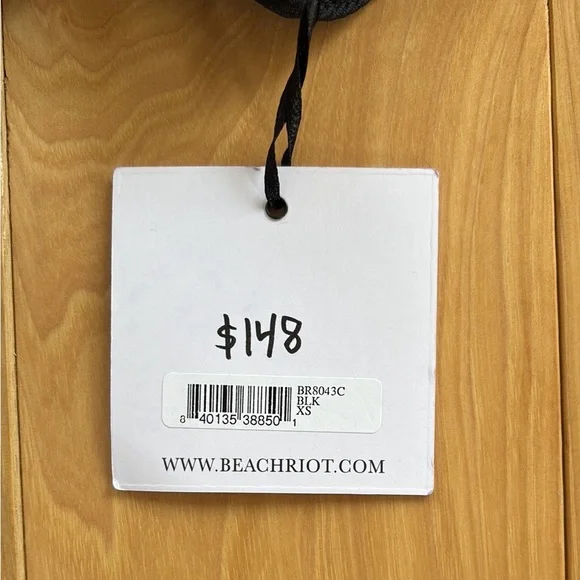 $148
BR8043C
BLK
XS
8 40135 38850 1
WWW.BEACHRIOT.COM